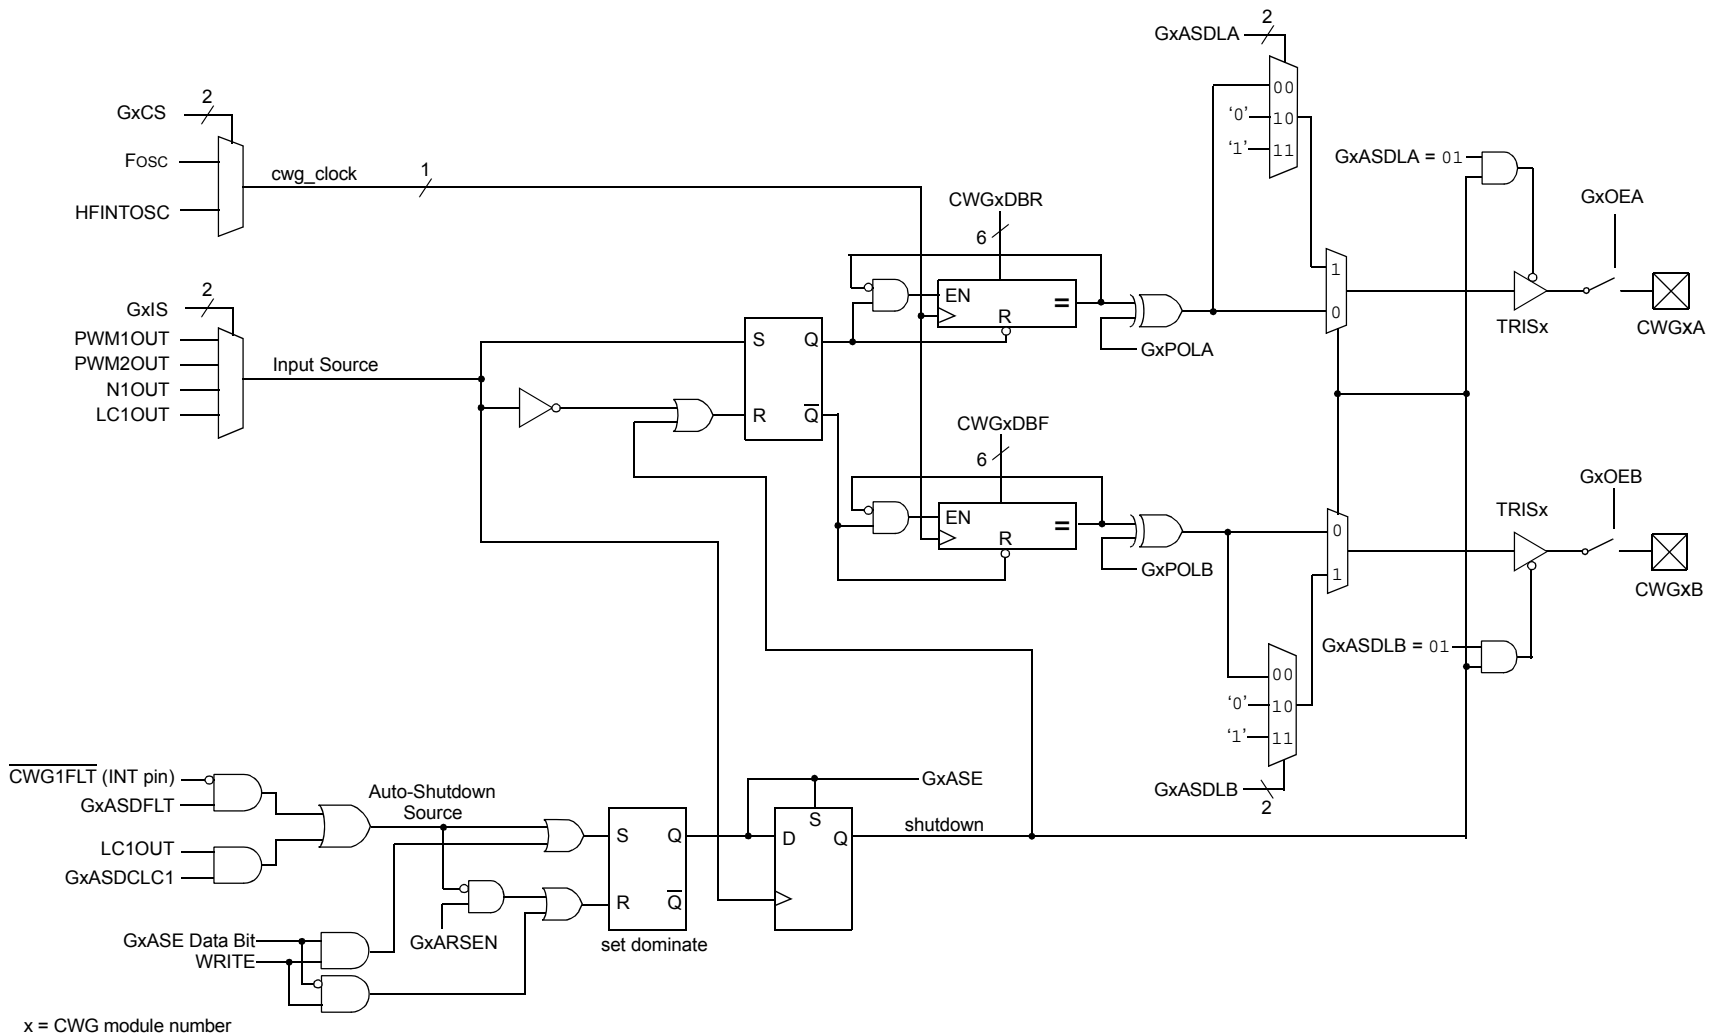 GxASDLA
2
00
'0'
10
'1'
11
GxCS
2
FOSC
HFINTOSC
cwg_clock
1
GxASDLA = 01
GxOEA
CWGxDBR
6
EN
=
R
GxPOLA
1
0
TRISx
CWGxA
GxIS
2
PWM1OUT
PWM2OUT
N1OUT
LC1OUT
Input Source
S
Q
R
Q
CWGxDBF
6
EN
=
R
GxPOLB
0
1
TRISx
GxOEB
CWGxB
GxASDLB = 01
00
'0'
10
'1'
11
GxASDLB
2
CWG1FLT (INT pin)
GxASDFLT
LC1OUT
GxASDCLC1
Auto-Shutdown
Source
GxARSEN
S
Q
R
Q
set dominate
GxASE
S
D
Q
shutdown
GxASE Data Bit
WRITE
x = CWG module number